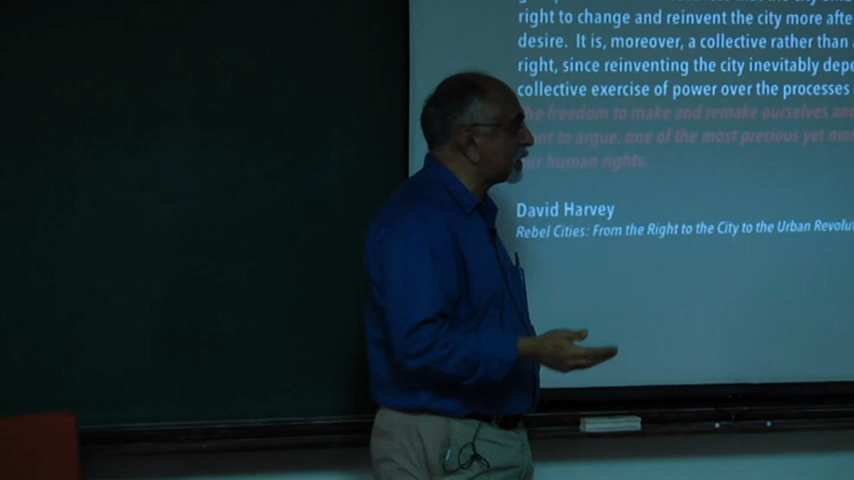 right to change and reinvent the city more afte
desire. It is, moreover, a collective rather than
right, since reinventing the city inevitably depe
collective exercise of power over the processes
freedom to make and remake ourselves and
to argue, one of the most precious yet mos
human rights.
David Harvey
Rebel Cities: From the Right to the City to the Urban Revolut